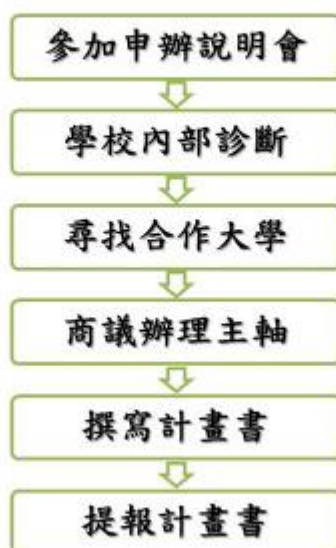 參加申辦說明會
學校內部診斷
尋找合作大學
商議辦理主軸
撰寫計畫書
提報計畫書